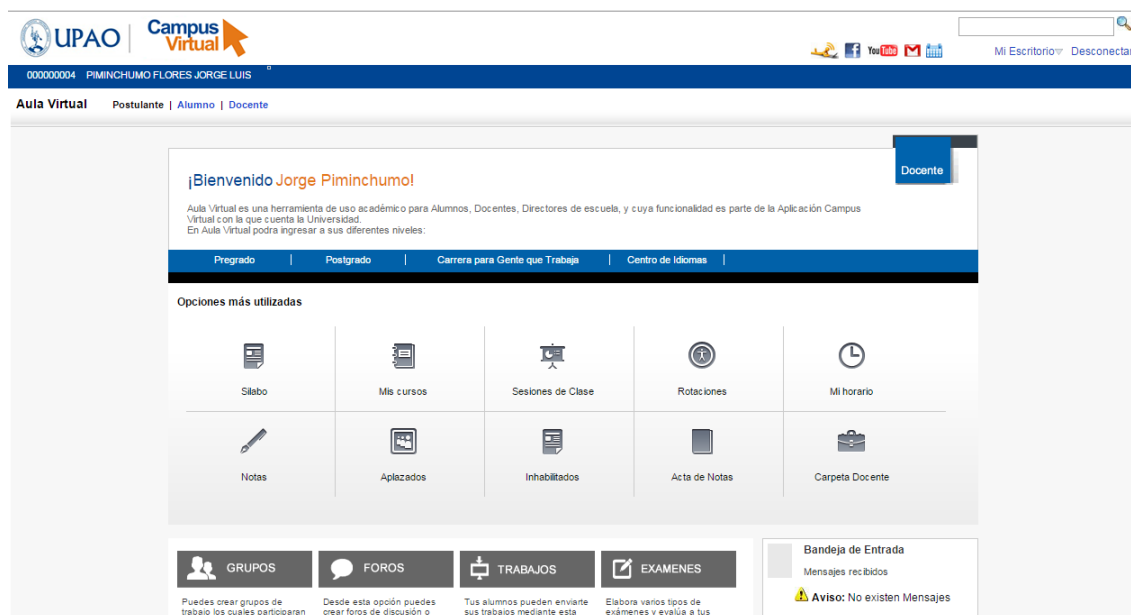 UPAO
Campus
Virtual
You Tube
Mi Escritorio
Desconectar
000000004 PIMINCHUMO FLORES JORGE LUIS
Aula Virtual Postulante | Alumno | Docente
Docente
¡Bienvenido Jorge Piminchumo!
Aula Virtual es una herramienta de uso académico para Alumnos, Docentes, Directores de escuela, y cuya funcionalidad es parte de la Aplicación Campus
Virtual con la que cuenta la Universidad.
En Aula Virtual podra ingresar a sus diferentes niveles:
Pregrado | Postgrado | Carrera para Gente que Trabaja | Centro de Idiomas |
Opciones más utilizadas
Silabo Mis cursos Sesiones de Clase Rotaciones Mi horario
Notas Aplazados Inhabilitados Acta de Notas Carpeta Docente
GRUPOS
Puedes crear grupos de
trabajo los cuales participaran
FOROS
Desde esta opción puedes
crear foros de discusión o
TRABAJOS
Tus alumnos pueden enviarte
sus trabajos mediante esta
EXAMENES
Elabora varios tipos de
exámenes y evalúa a tus
Bandeja de Entrada
Mensajes recibidos
Aviso: No existen Mensajes